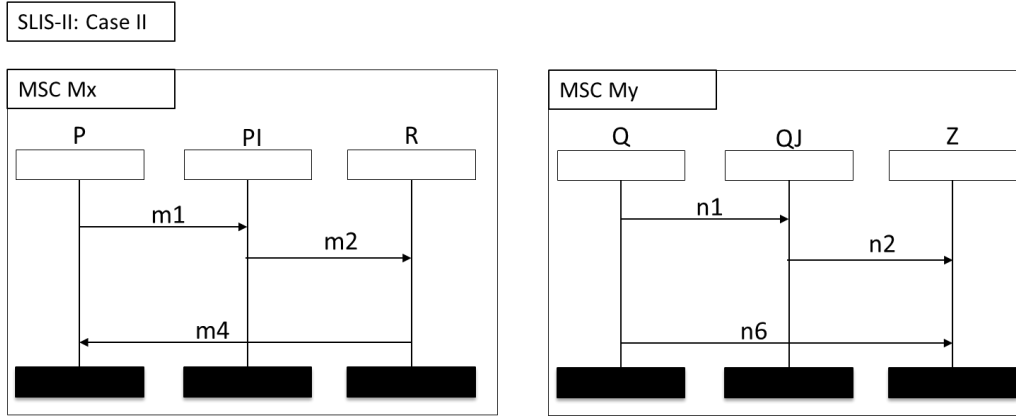 SLIS-II: Case II
MSC Mx
P PI R
m1
m2
m4
MSC My
Q QJ Z
n1
n2
n6